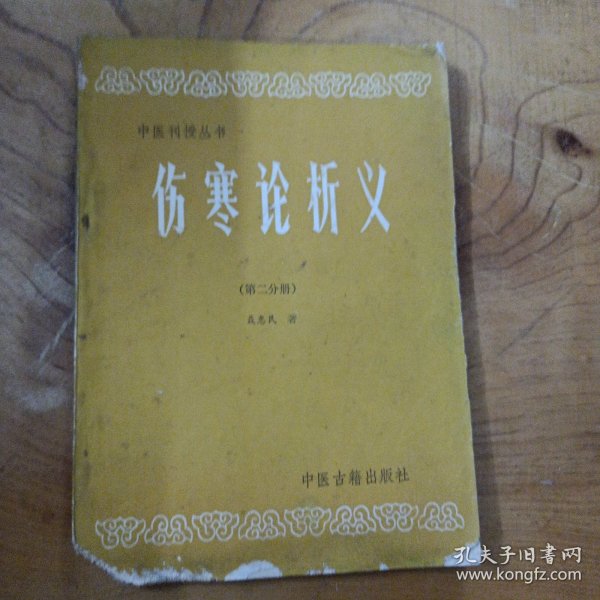 中医刊授丛书
伤寒论析义
(第二分册)
聂惠民 著
中医古籍出版社
孔夫子旧书网
www.kongfz.com